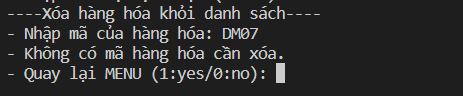 ----Xóa hàng hóa khỏi danh sách----
- Nhập mã của hàng hóa: DM07
- Không có mã hàng hóa cần xóa.
- Quay lại MENU (1:yes/0:no):